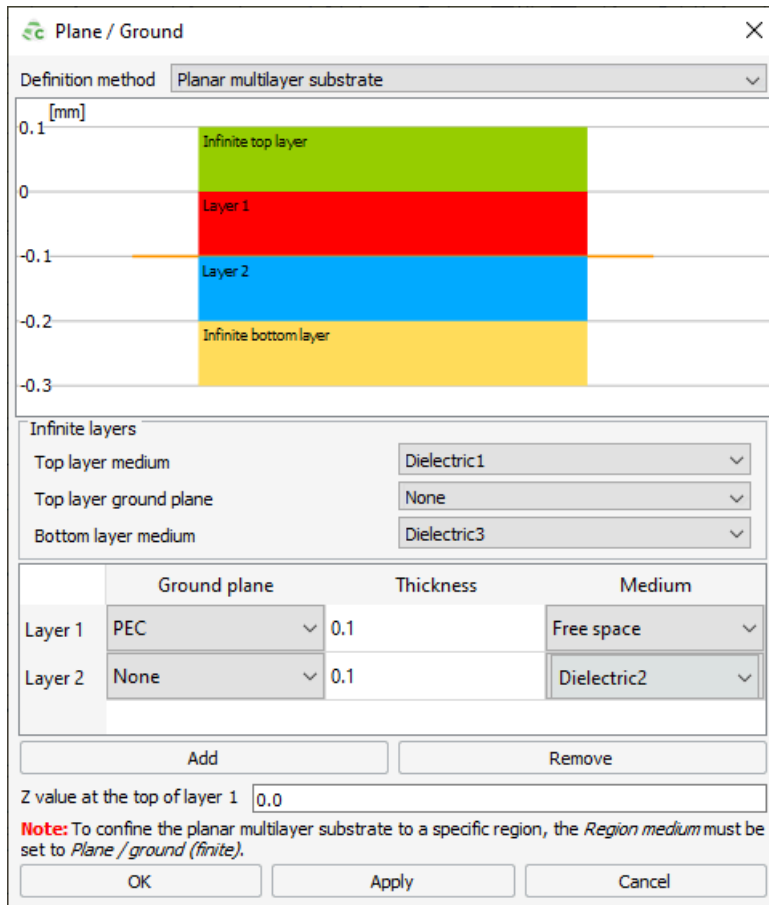 Plane / Ground
Definition method Planar multilayer substrate
[mm]
0.1
Infinite top layer
0
Layer 1
-0.1
Layer 2
-0.2
Infinite bottom layer
-0.3
Infinite layers
Top layer medium Dielectric1
Top layer ground plane None
Bottom layer medium Dielectric3
Ground plane Thickness Medium
Layer 1 PEC 0.1 Free space
Layer 2 None 0.1 Dielectric2
Add Remove
Z value at the top of layer 1 0.0
Note: To confine the planar multilayer substrate to a specific region, the Region medium must be
set to Plane / ground (finite).
OK Apply Cancel